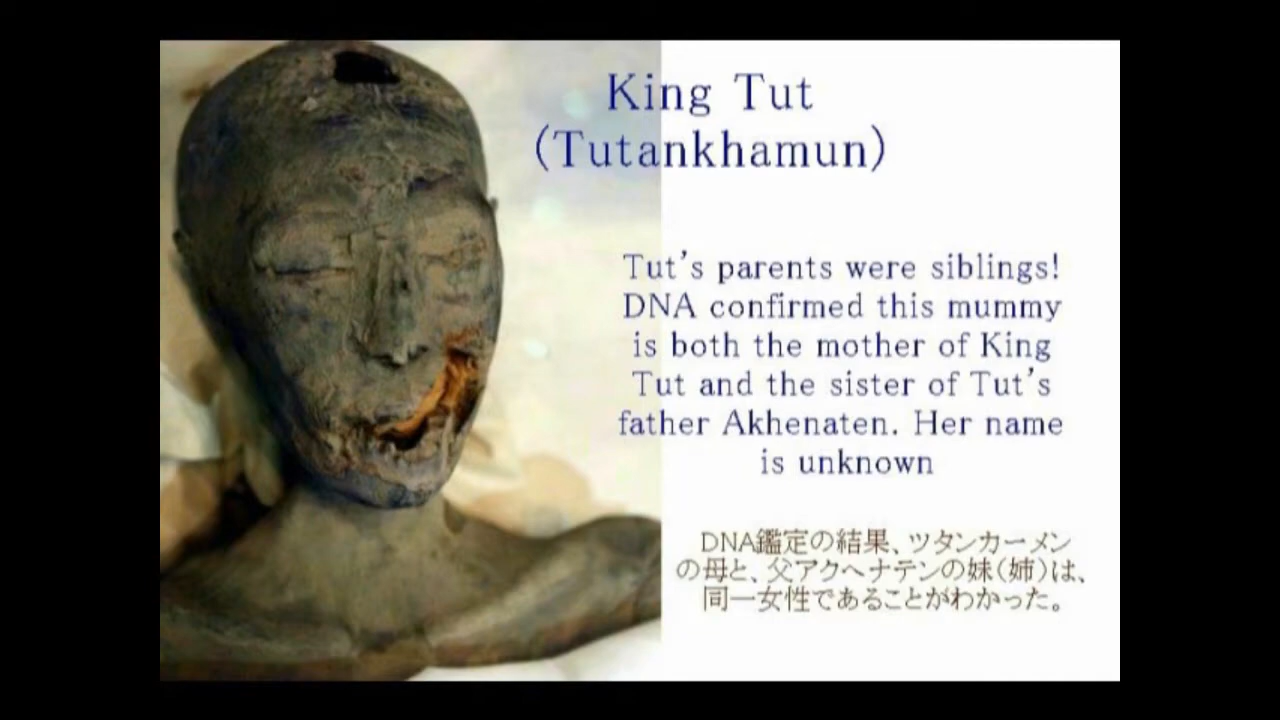 King Tut
(Tutankhamun)
Tut's parents were siblings!
DNA confirmed this mummy
is both the mother of King
Tut and the sister of Tut's
father Akhenaten. Her name
is unknown
DNA鑑定の結果、ツタンカーメン
の母と、父アクヘナテンの妹(姉)は、
同一女性であることがわかった。